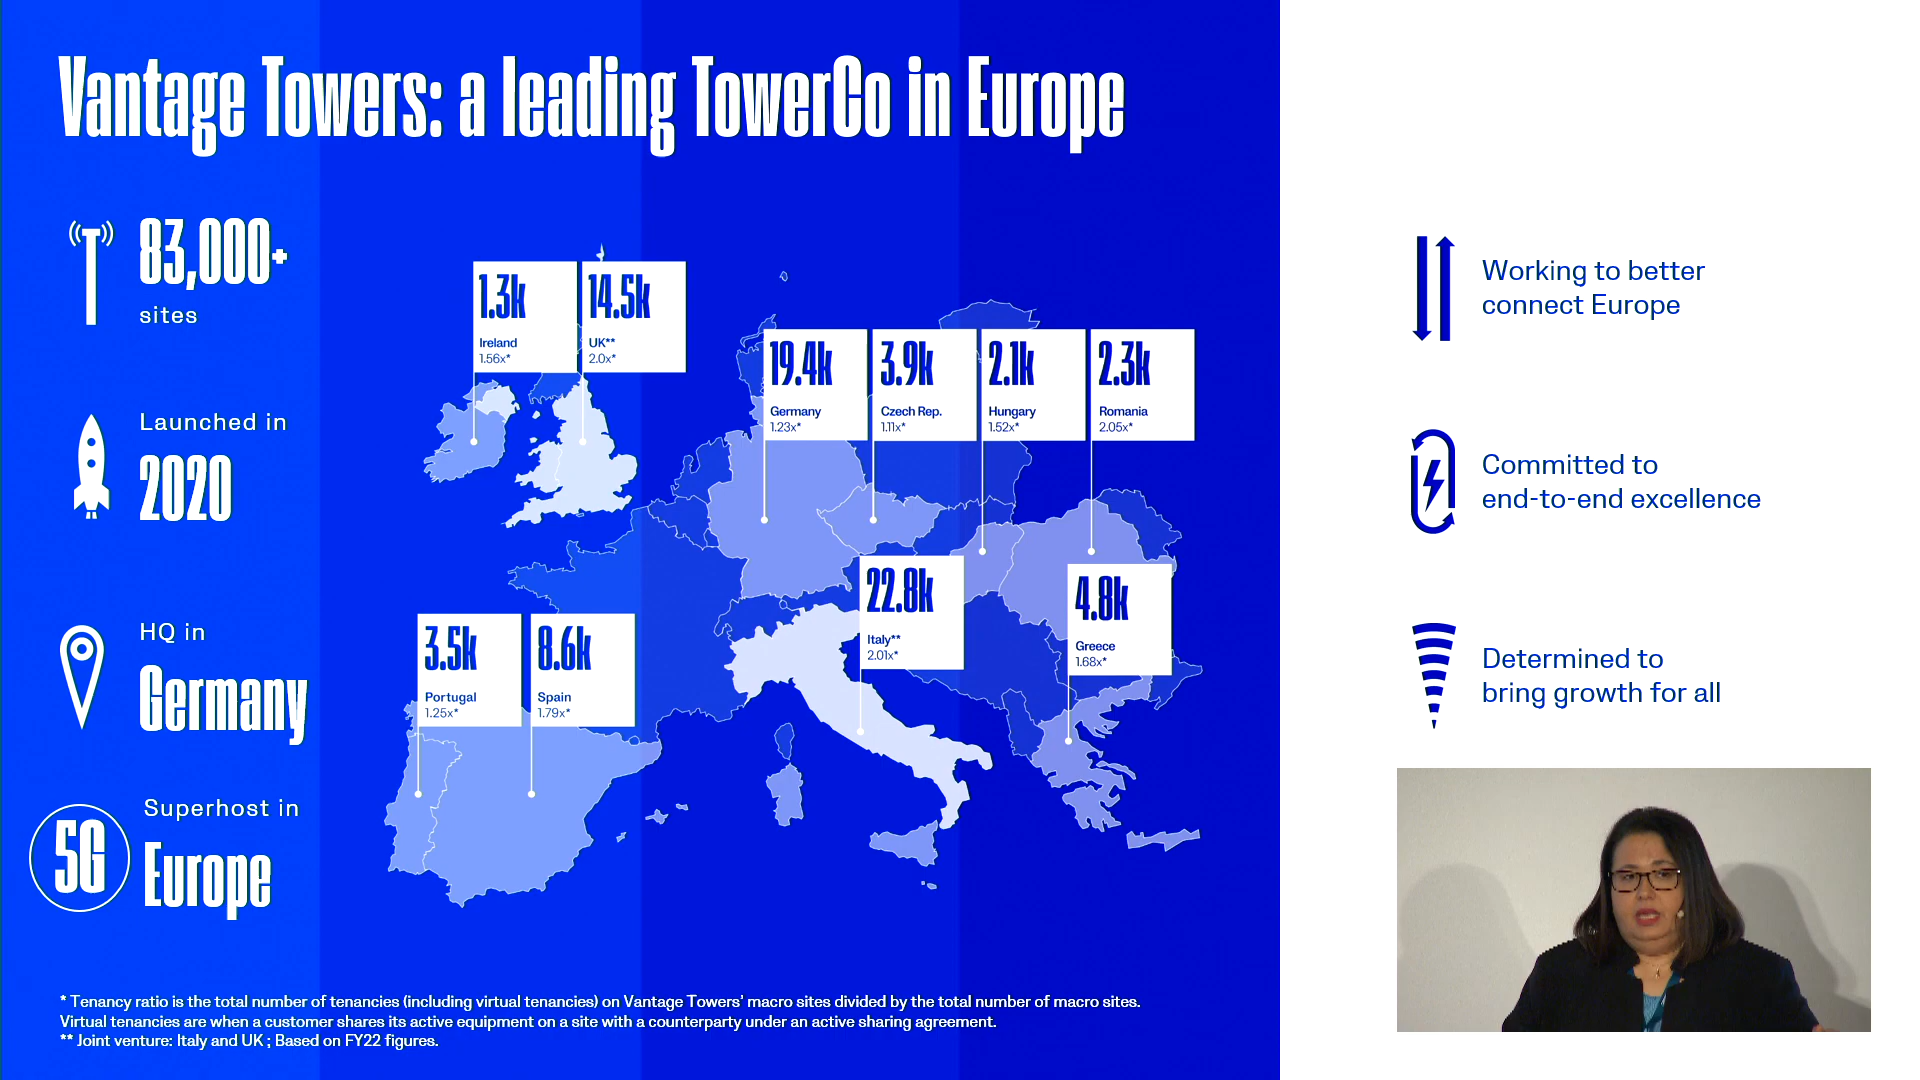 Vantage Towers: a leading TowerCo in Europe
83,000+
sites
Launched in
2020
HQ in
Germany
5G
Superhost in
Europe
1.3k
Ireland
1.56x*
14.5k
UK**
2.0x*
19.4k
Germany
1.23x*
3.9k
Czech Rep.
1.11x*
2.1k
Hungary
1.52x*
2.3k
Romania
2.05x*
22.8k
Italy**
2.01x*
4.8k
Greece
1.68x*
3.5k
Portugal
1.25x*
8.6k
Spain
1.79x*
* Tenancy ratio is the total number of tenancies (including virtual tenancies) on Vantage Towers' macro sites divided by the total number of macro sites.
Virtual tenancies are when a customer shares its active equipment on a site with a counterparty under an active sharing agreement.
** Joint venture: Italy and UK ; Based on FY22 figures.
Working to better
connect Europe
Committed to
end-to-end excellence
Determined to
bring growth for all